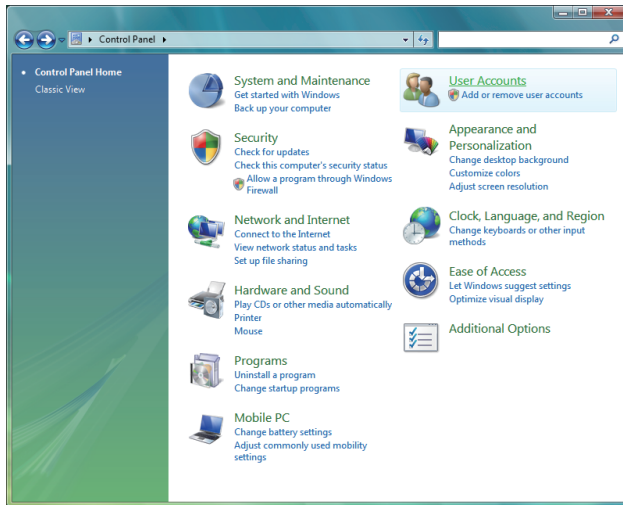 Control Panel
Control Panel Home
Classic View
System and Maintenance
Get started with Windows
Back up your computer
Security
Check for updates
Check this computer's security status
Allow a program through Windows
Firewall
Network and Internet
Connect to the Internet
View network status and tasks
Set up file sharing
Hardware and Sound
Play CDs or other media automatically
Printer
Mouse
Programs
Uninstall a program
Change startup programs
Mobile PC
Change battery settings
Adjust commonly used mobility
settings
User Accounts
Add or remove user accounts
Appearance and
Personalization
Change desktop background
Customize colors
Adjust screen resolution
Clock, Language, and Region
Change keyboards or other input
methods
Ease of Access
Let Windows suggest settings
Optimize visual display
Additional Options